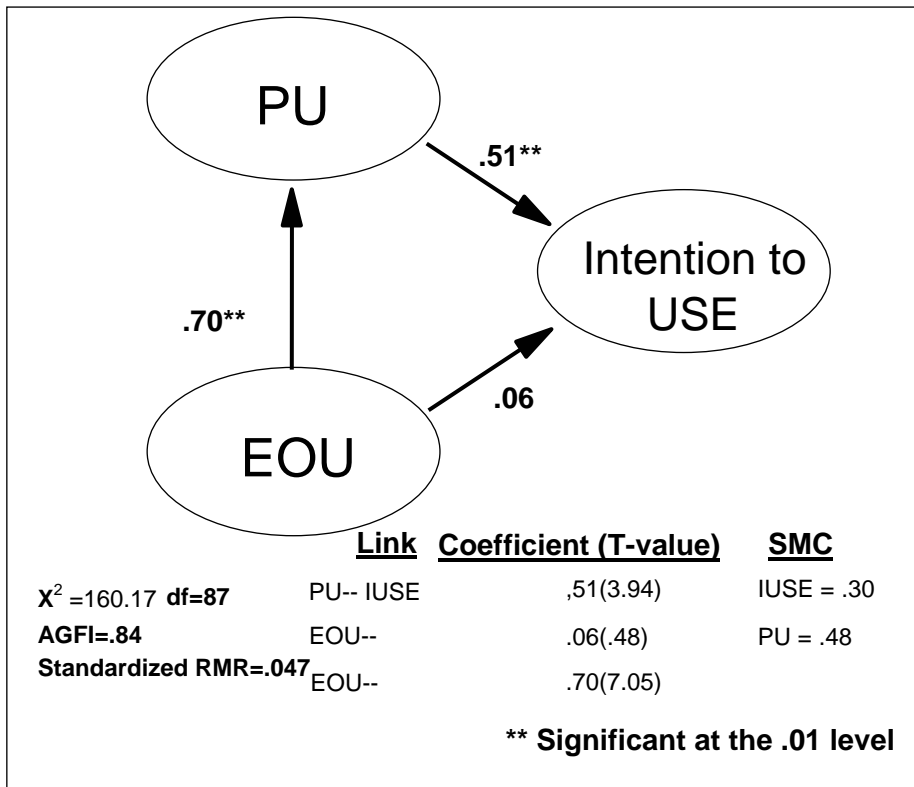 PU
.51**
Intention to
USE
.70**
.06
EOU
Link Coefficient (T-value) SMC
PU-- IUSE ,51(3.94) IUSE = .30
X² =160.17 df=87
EOU-- .06(.48) PU = .48
AGFI=.84
Standardized RMR=.047
EOU-- .70(7.05)
** Significant at the .01 level